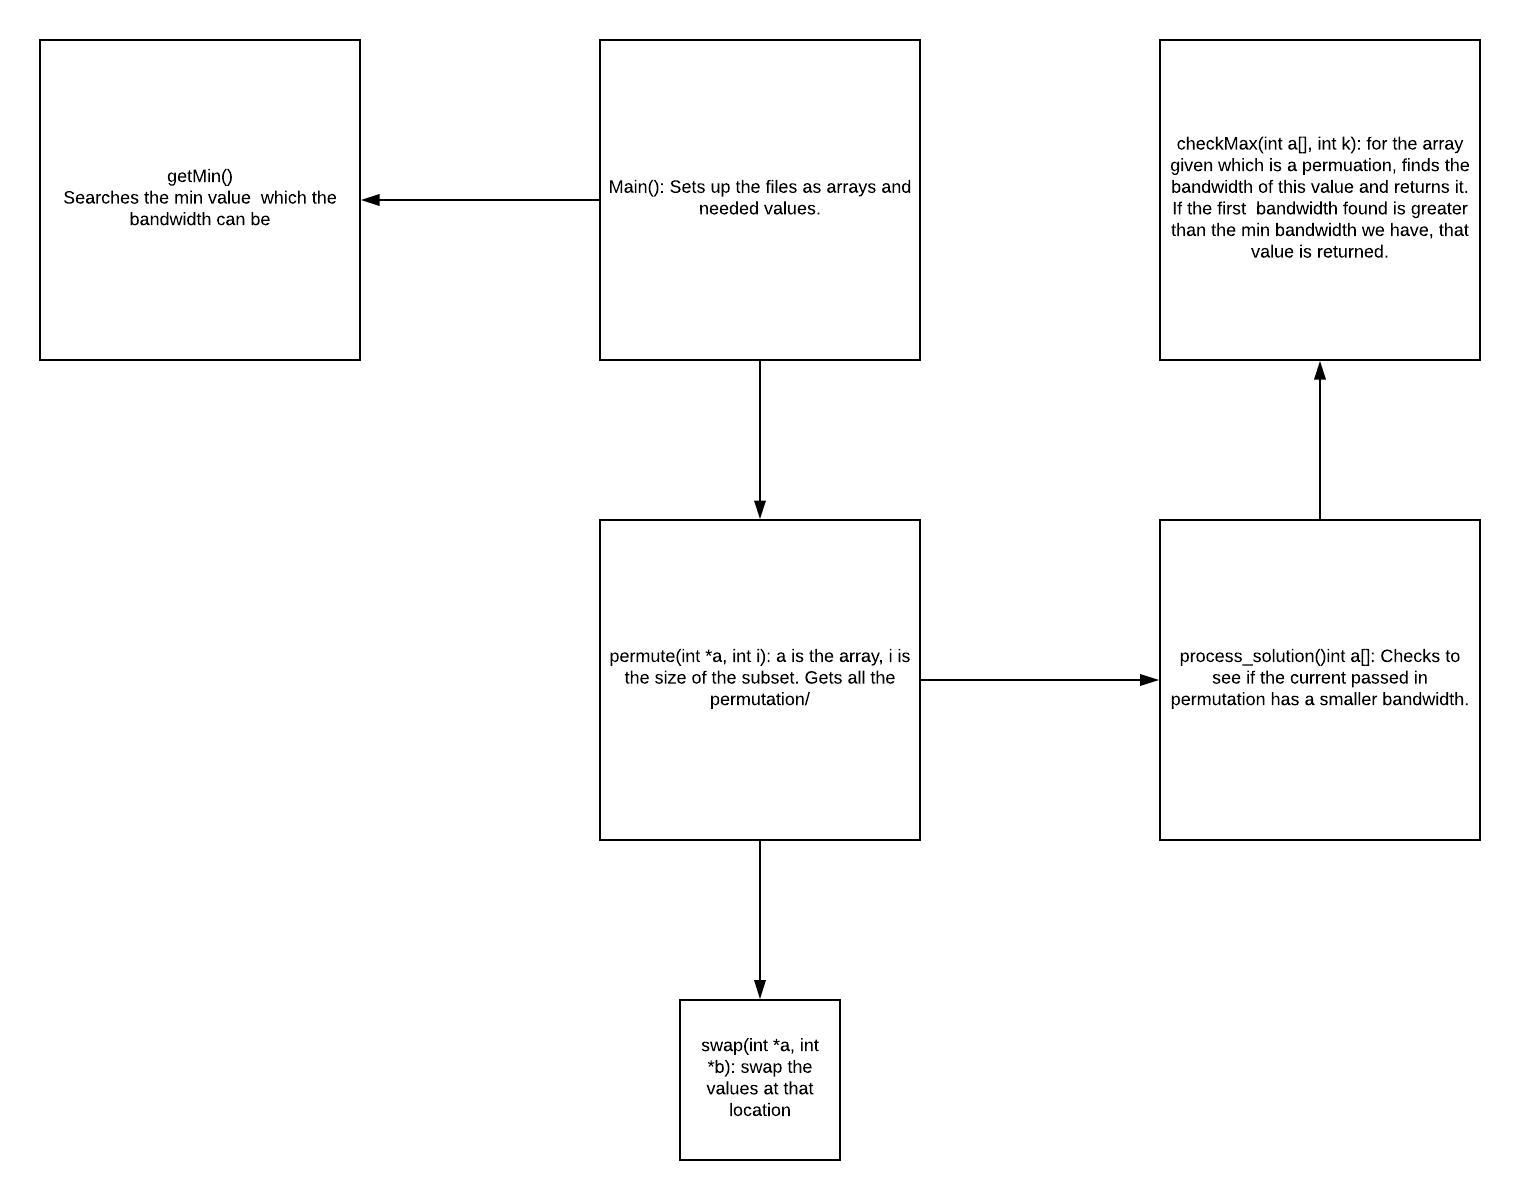 getMin()
Searches the min value  which the
bandwidth can be
Main(): Sets up the files as arrays and
needed values.
checkMax(int a[], int k): for the array
given which is a permuation, finds the
bandwidth of this value and returns it.
If the first  bandwidth found is greater
than the min bandwidth we have, that
value is returned.
permute(int *a, int i): a is the array, i is
the size of the subset. Gets all the
permutation/
process_solution()int a[]: Checks to
see if the current passed in
permutation has a smaller bandwidth.
swap(int *a, int
*b): swap the
values at that
location